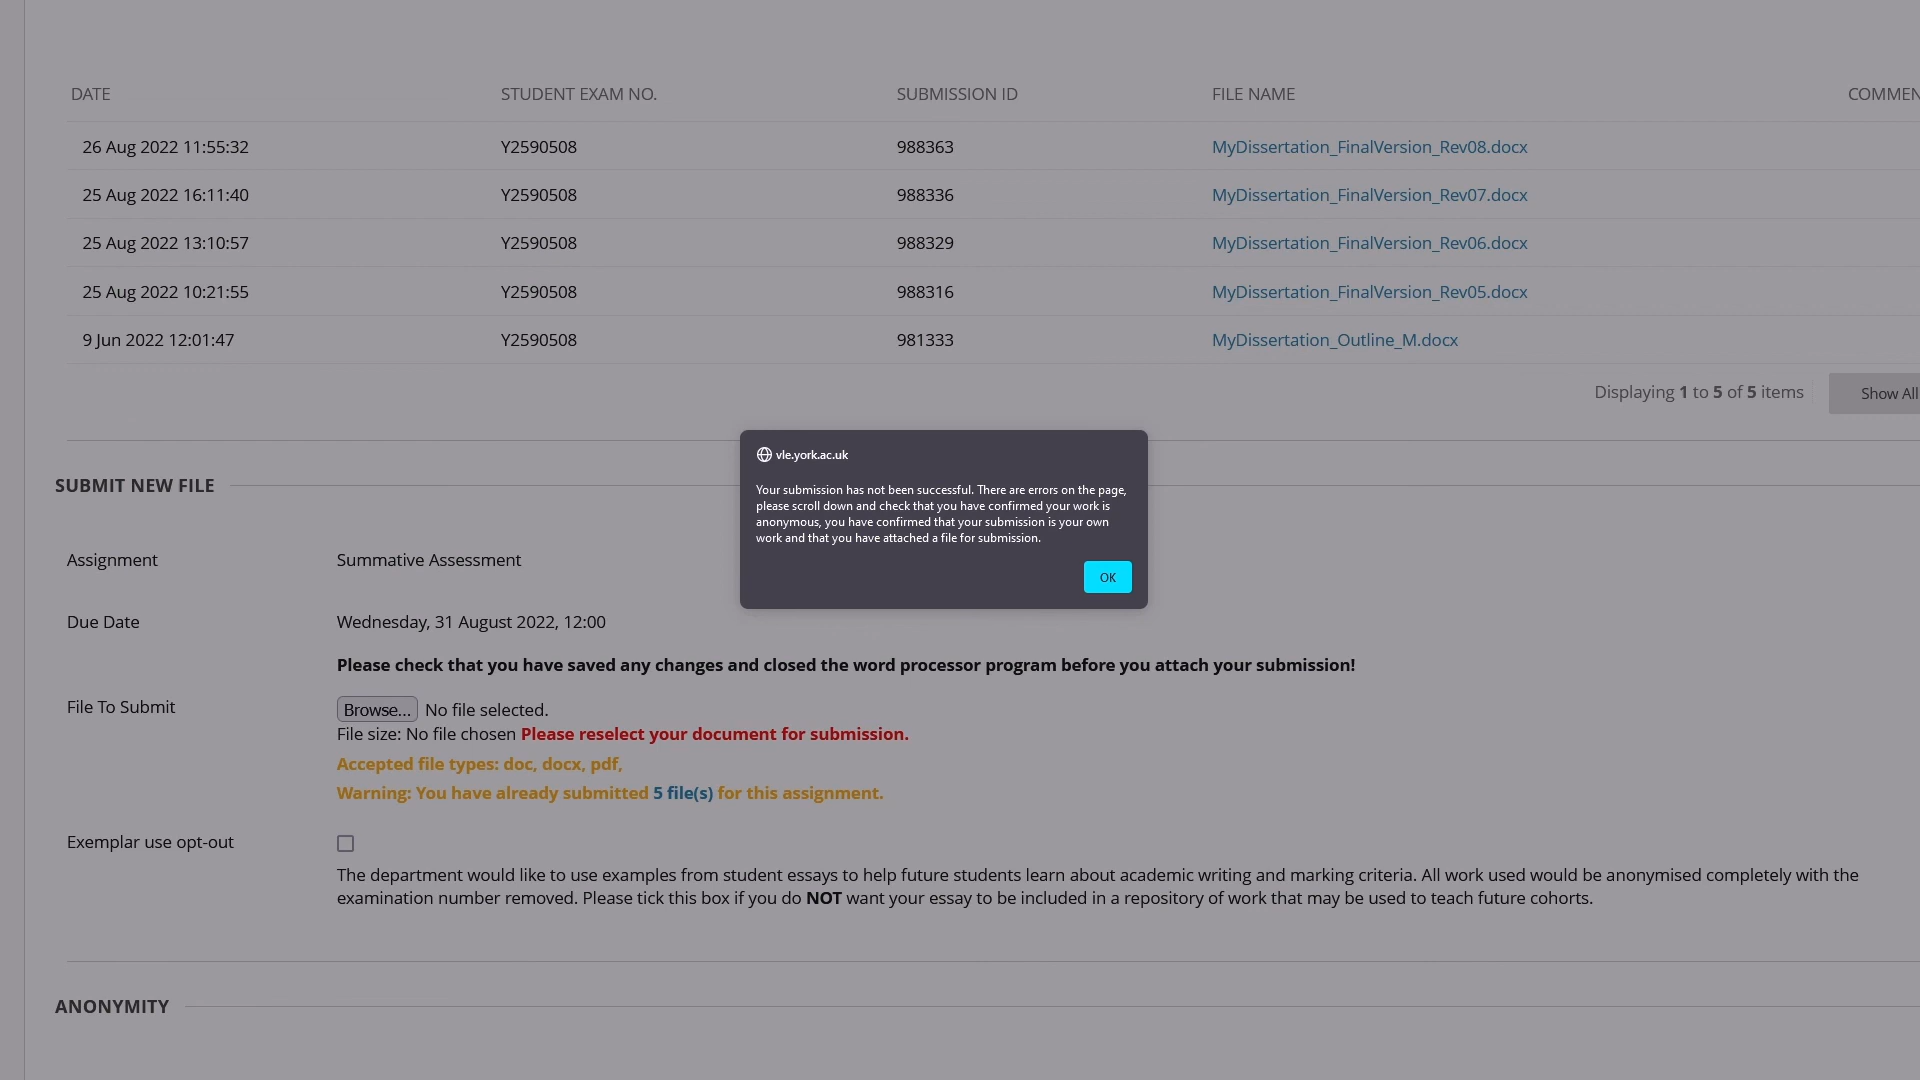 DATE STUDENT EXAM NO. SUBMISSION ID FILE NAME COMMEN
26 Aug 2022 11:55:32 Y2590508 988363 MyDissertation_FinalVersion_Rev08.docx
25 Aug 2022 16:11:40 Y2590508 988336 MyDissertation_FinalVersion_Rev07.docx
25 Aug 2022 13:10:57 Y2590508 988329 MyDissertation_FinalVersion_Rev06.docx
25 Aug 2022 10:21:55 Y2590508 988316 MyDissertation_FinalVersion_Rev05.docx
9 Jun 2022 12:01:47 Y2590508 981333 MyDissertation_Outline_M.docx
Displaying 1 to 5 of 5 items Show All
vle.york.ac.uk
Your submission has not been successful. There are errors on the page,
please scroll down and check that you have confirmed your work is
anonymous, you have confirmed that your submission is your own
work and that you have attached a file for submission.
OK
SUBMIT NEW FILE
Assignment Summative Assessment
Due Date Wednesday, 31 August 2022, 12:00
Please check that you have saved any changes and closed the word processor program before you attach your submission!
File To Submit Browse... No file selected.
File size: No file chosen Please reselect your document for submission.
Accepted file types: doc, docx, pdf,
Warning: You have already submitted 5 file(s) for this assignment.
Exemplar use opt-out
The department would like to use examples from student essays to help future students learn about academic writing and marking criteria. All work used would be anonymised completely with the
examination number removed. Please tick this box if you do NOT want your essay to be included in a repository of work that may be used to teach future cohorts.
ANONYMITY